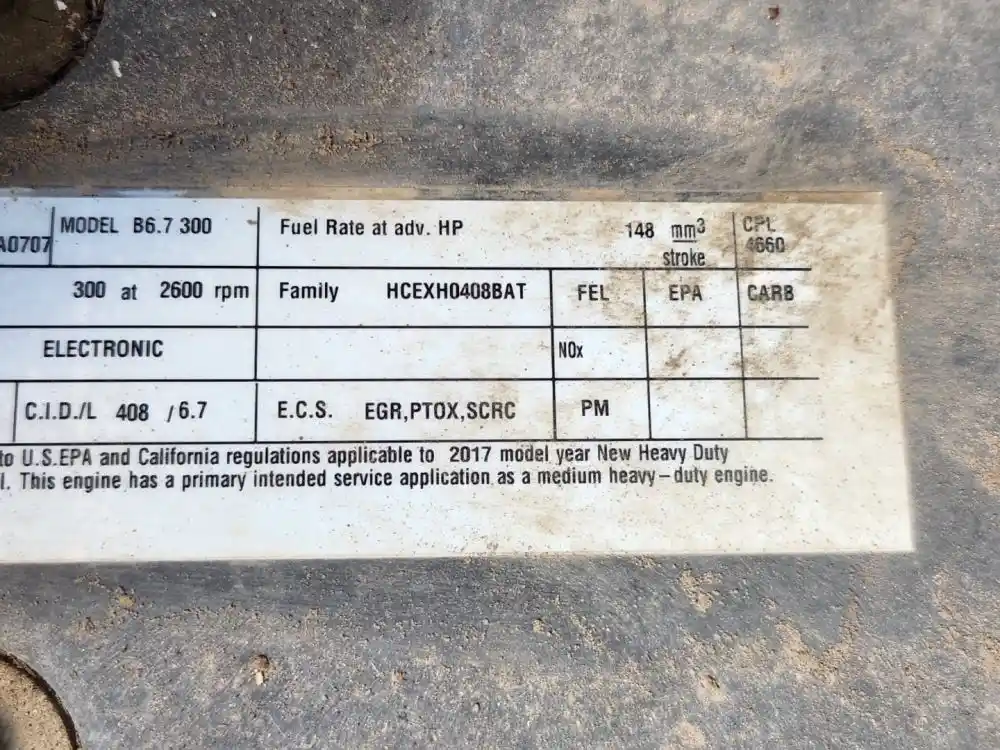 MODEL B6.7 300 Fuel Rate at adv. HP 148 mm3 CPL
A0707 stroke 4660
300 at 2600 rpm Family HCEXH0408BAT FEL EPA CARB
ELECTRONIC NOx
C.I.D./L 408 / 6.7 E.C.S. EGR,PTOX,SCRC PM
to U.S.EPA and California regulations applicable to 2017 model year New Heavy Duty
l. This engine has a primary intended service application as a medium heavy-duty engine.